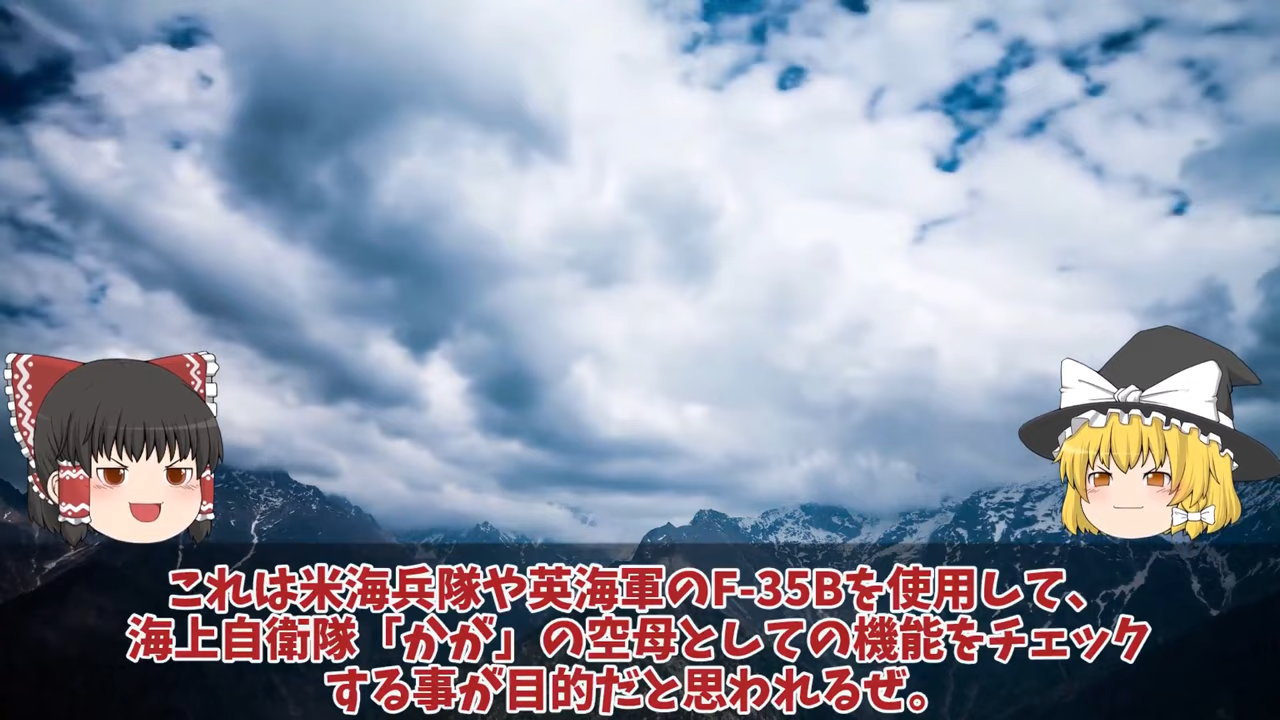 これは米海兵隊や英海軍のF-35Bを使用して、
海上自衛隊「かが」の空母としての機能をチェック
する事が目的だと思われるぜ。